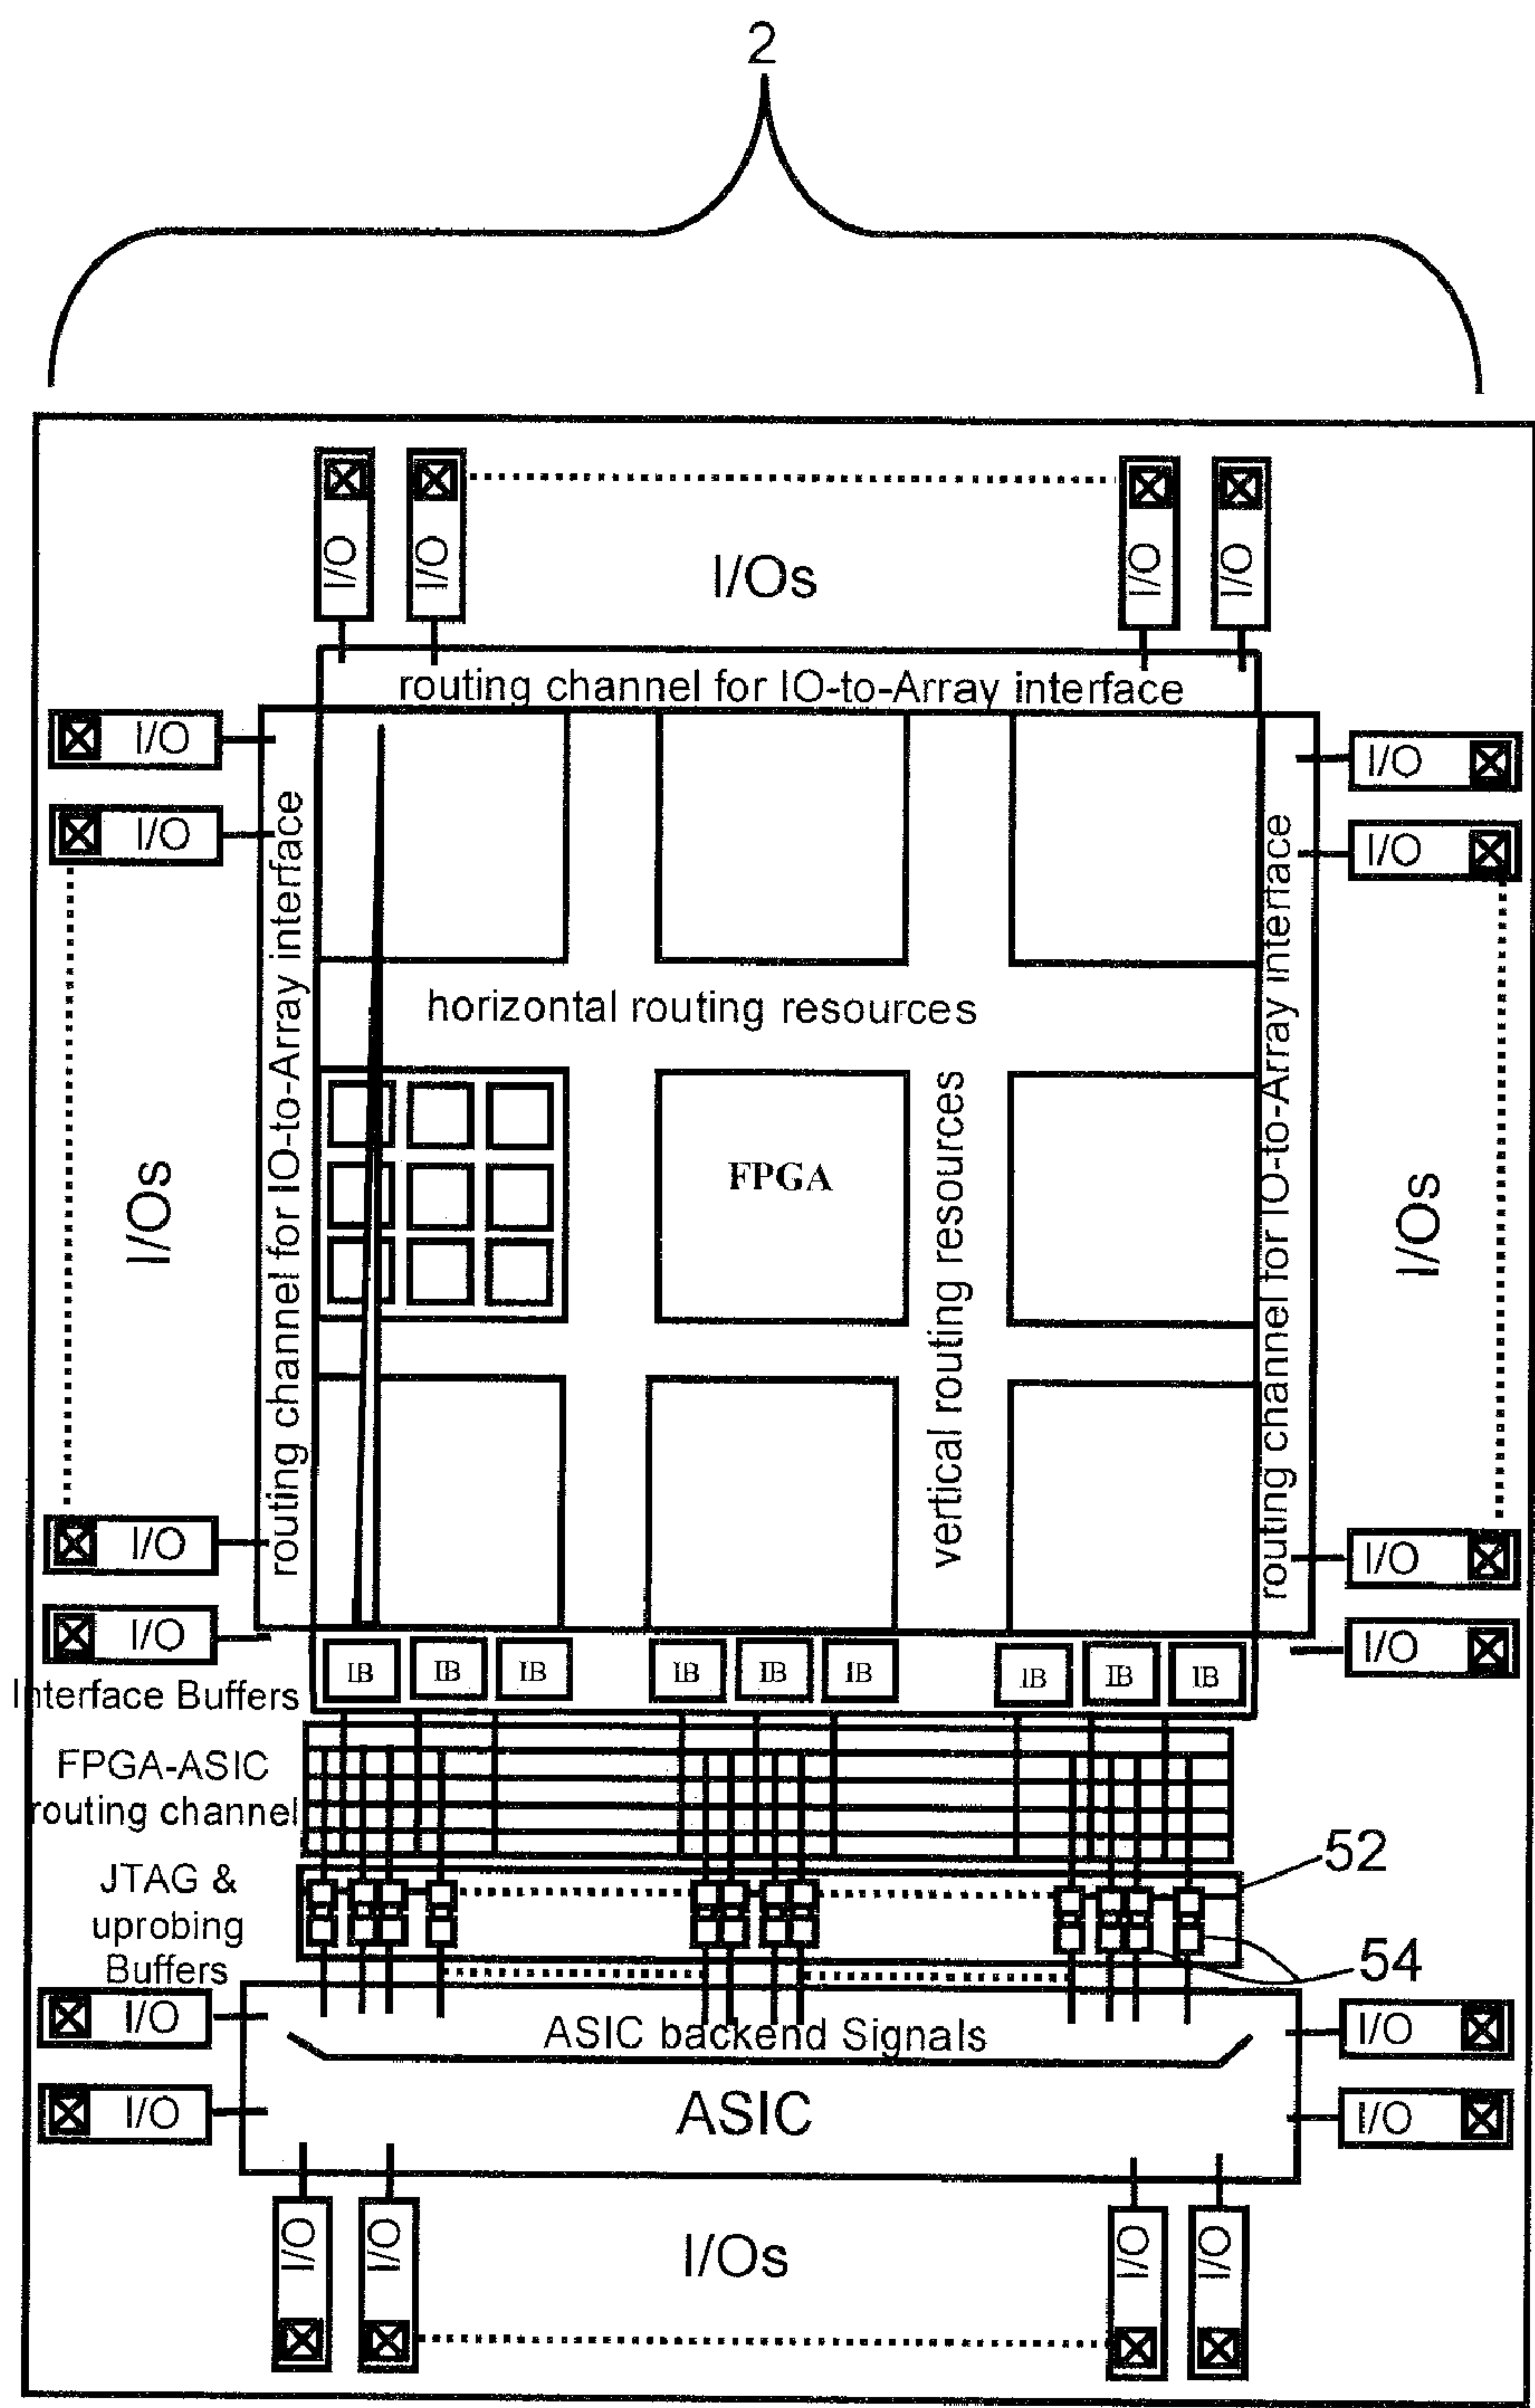 2
I/O
I/O
I/O
I/O
I/Os
routing channel for IO-to-Array interface
I/O
I/O
I/O
I/O
routing channel for IO-to-Array interface
routing channel for IO-to-Array interface
horizontal routing resources
I/Os
FPGA
vertical routing resources
I/Os
I/O
I/O
I/O
I/O
IB IB IB IB IB IB IB IB IB
Interface Buffers
FPGA-ASIC
routing channel
52
JTAG &
uprobing
Buffers
54
I/O
I/O
ASIC backend Signals
I/O
I/O
ASIC
I/O
I/O
I/O
I/O
I/Os